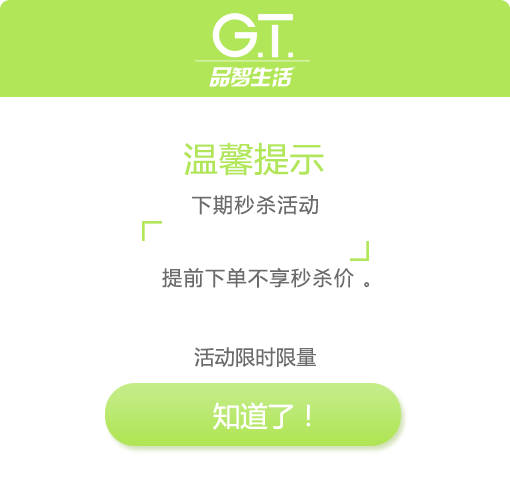 G.T.
品智生活
温馨提示
下期秒杀活动
提前下单不享秒杀价 。
活动限时限量
知道了！